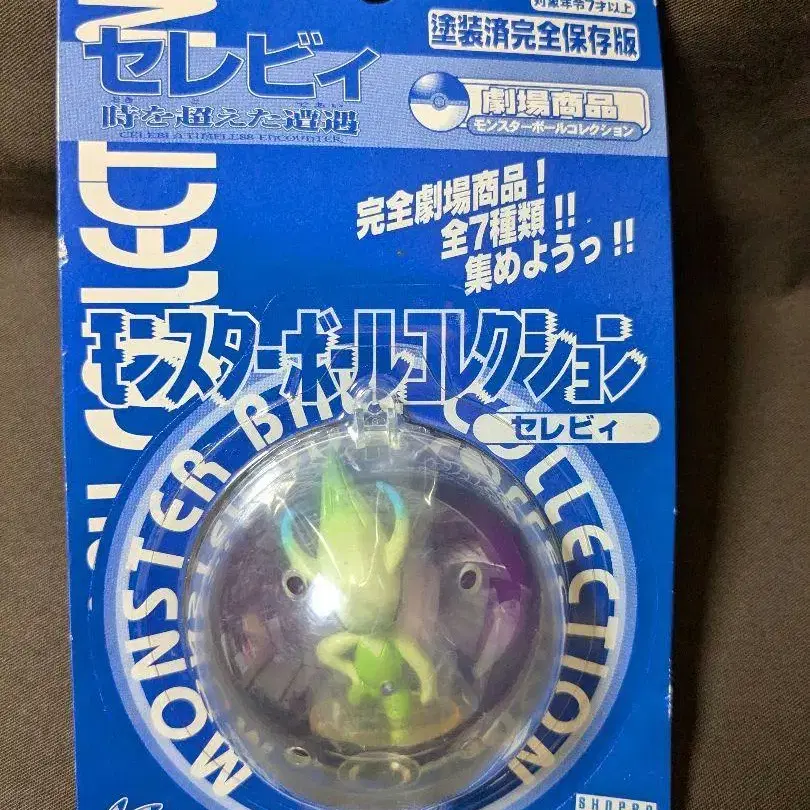 対象年令7才以上
塗装済完全保存版
セレビィ
時を超えた遭遇
CELEBI A TIMELESS ENCOUNTER
劇場商品
モンスターボールコレクション
完全劇場商品!
全7種類!!
集めようっ!!
モンスターボールコレクション
セレビィ
MONSTER BALL COLLECTION
SHOPRO